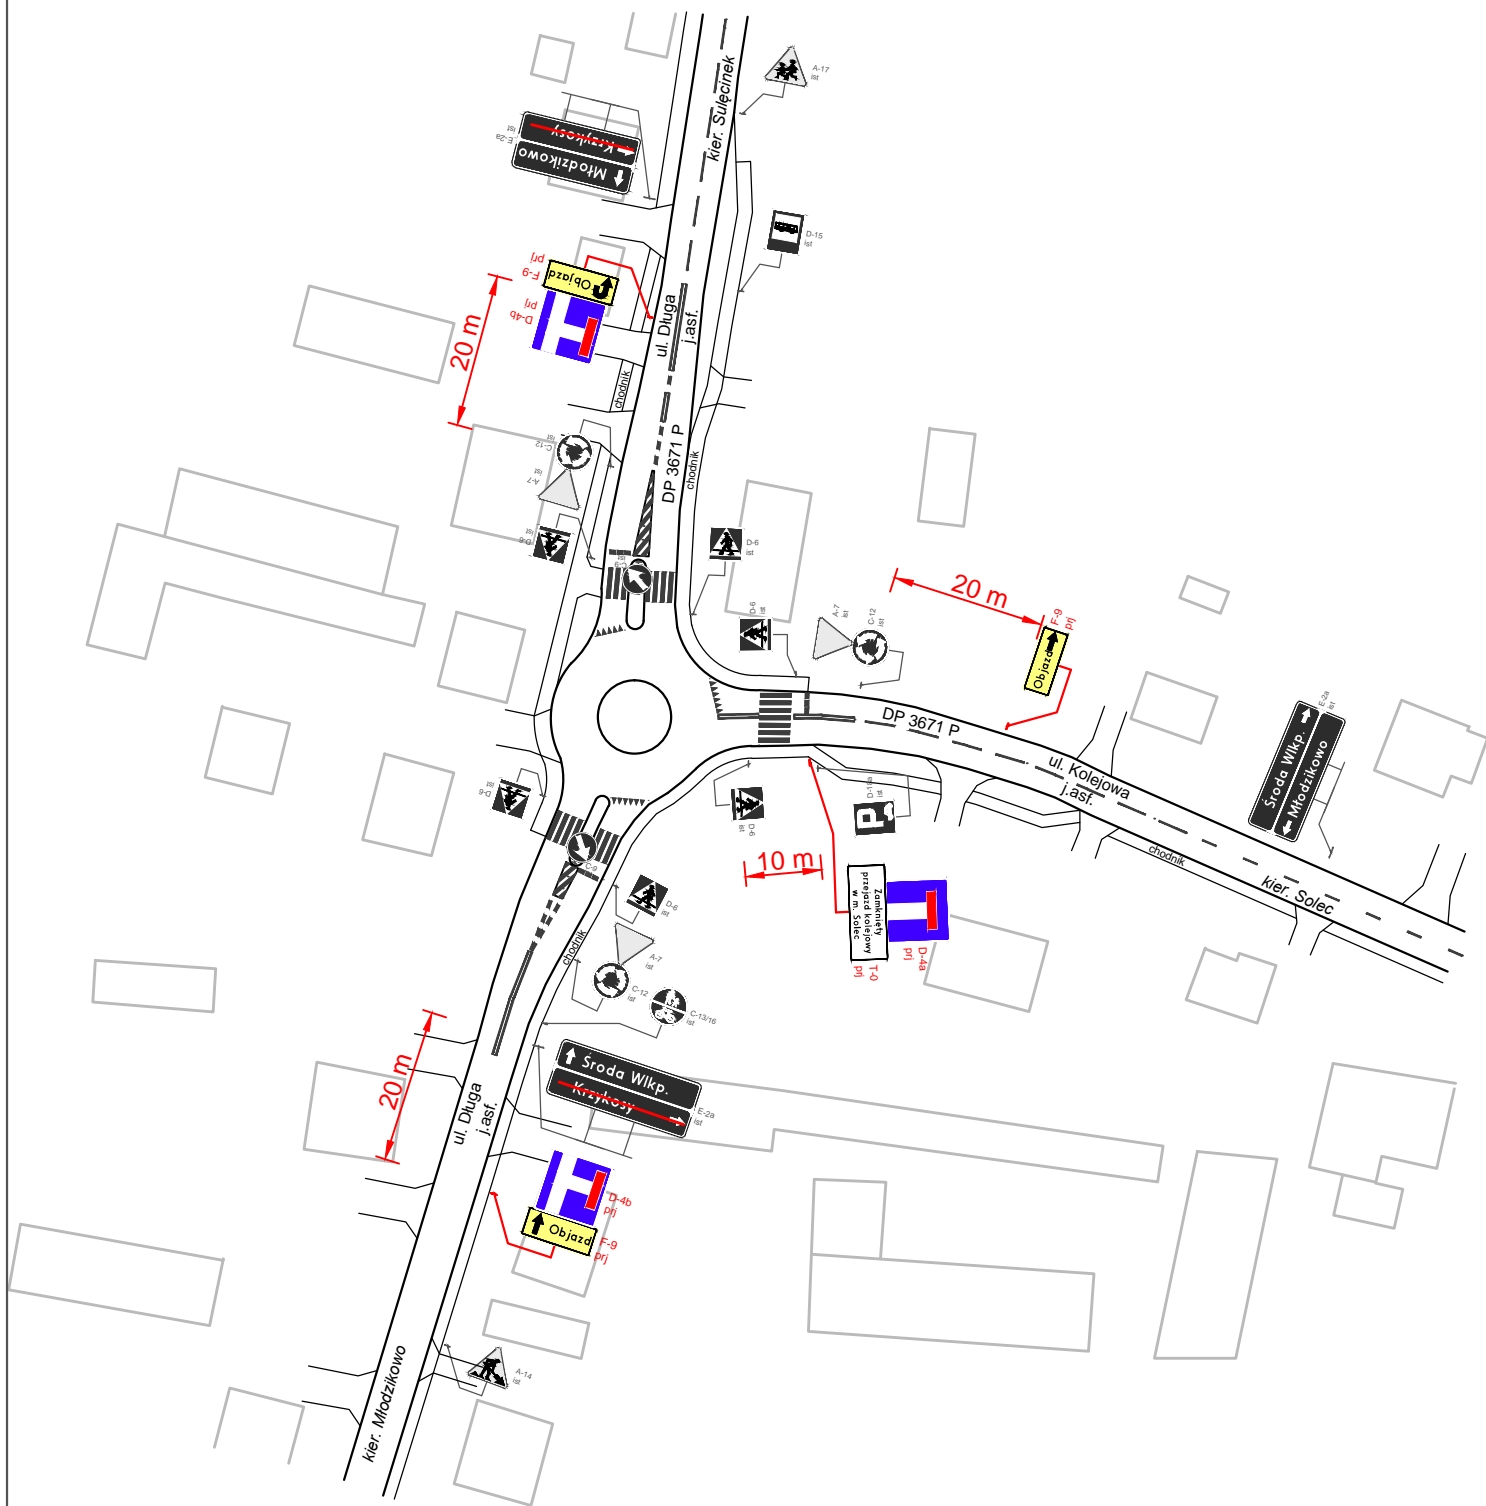 A-17
ist
kier. Sulęcinek
Krzykosy
Młodzikowo
E-2a
ist
D-15
ist
Objazd
F-9
prj
D-4b
prj
20 m
ul. Długa
j.asf.
chodnik
DP 3671 P
chodnik
C-12
ist
A-7
ist
D-6
ist
C-9
ist
D-6
ist
D-6
ist
A-7
ist
C-12
ist
20 m
F-9
prj
Objazd
DP 3671 P
ul. Kolejowa
j.asf.
chodnik
kier. Solec
Środa Wlkp.
Młodzikowo
E-2a
ist
D-6
ist
D-6
ist
P
D-18a
ist
10 m
Zamknięty
przejazd kolejowy
w m. Solec
T-0
prj
D-4a
prj
C-9
D-6
ist
chodnik
A-7
ist
C-12
ist
C-13/16
ist
20 m
ul. Długa
j.asf.
Środa Wlkp.
Krzykosy
E-2a
ist
D-4b
prj
Objazd
F-9
prj
A-14
ist
kier. Młodzikowo